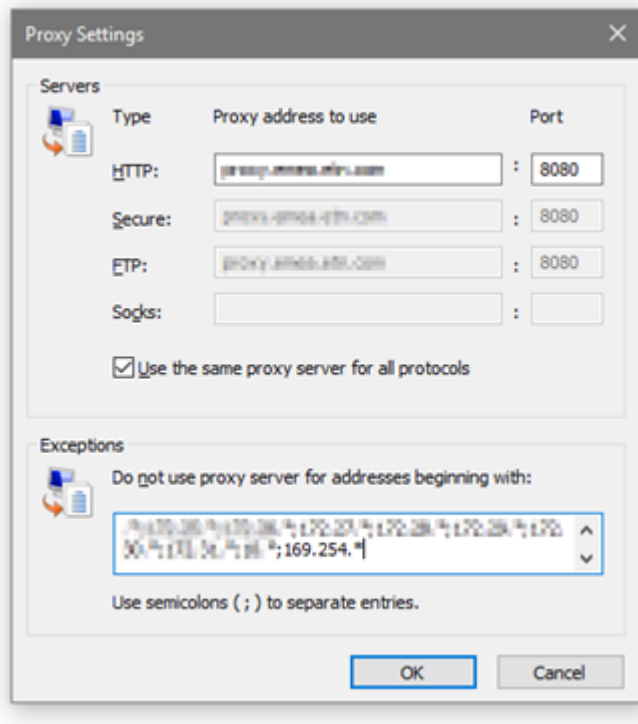 Proxy Settings
Servers
Type Proxy address to use Port
HTTP: : 8080
Secure: : 8080
FTP: : 8080
Socks: :
Use the same proxy server for all protocols
Exceptions
Do not use proxy server for addresses beginning with:
;169.254.*
Use semicolons ( ; ) to separate entries.
OK Cancel